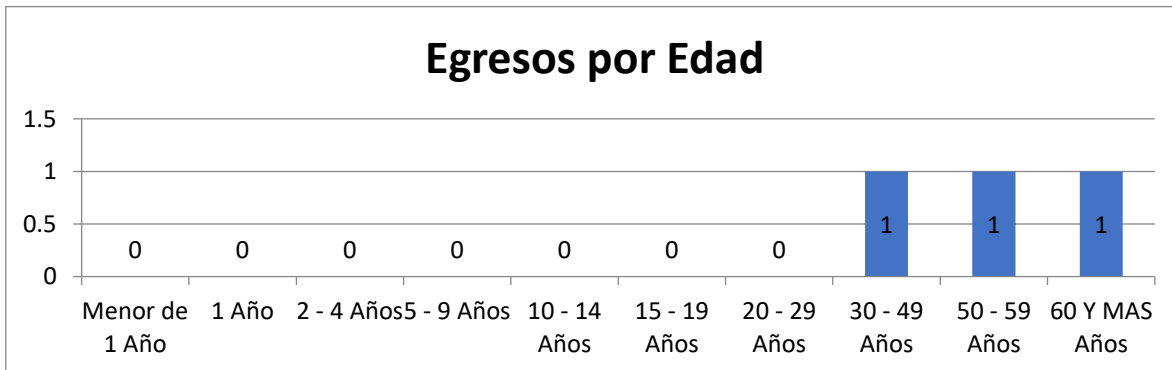 Egresos por Edad
1.5
1
0.5
0
0 0 0 0 0 0 0 1 1 1
Menor de 1 Año 2 - 4 Años 5 - 9 Años 10 - 14 15 - 19 20 - 29 30 - 49 50 - 59 60 Y MAS
1 Año Años Años Años Años Años Años